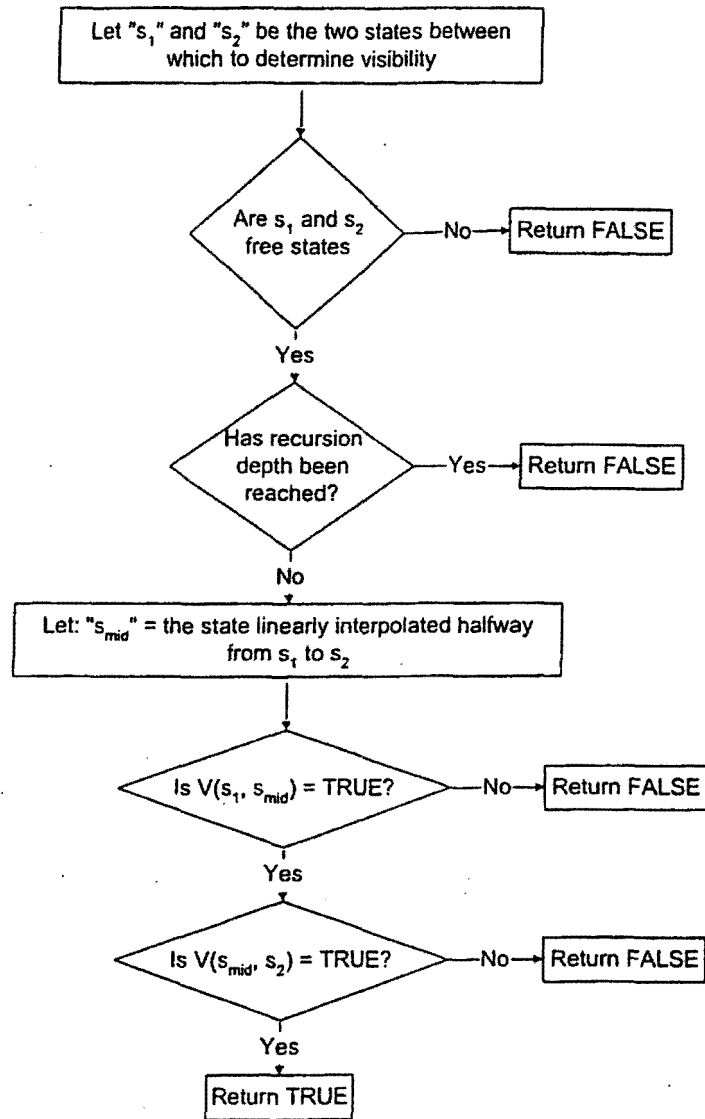 Let "s₁" and "s₂" be the two states between
which to determine visibility
Are s₁ and s₂
free states
No
Return FALSE
Yes
Has recursion
depth been
reached?
Yes
Return FALSE
No
Let: "s_mid" = the state linearly interpolated halfway
from s₁ to s₂
Is V(s₁, s_mid) = TRUE?
No
Return FALSE
Yes
Is V(s_mid, s₂) = TRUE?
No
Return FALSE
Yes
Return TRUE